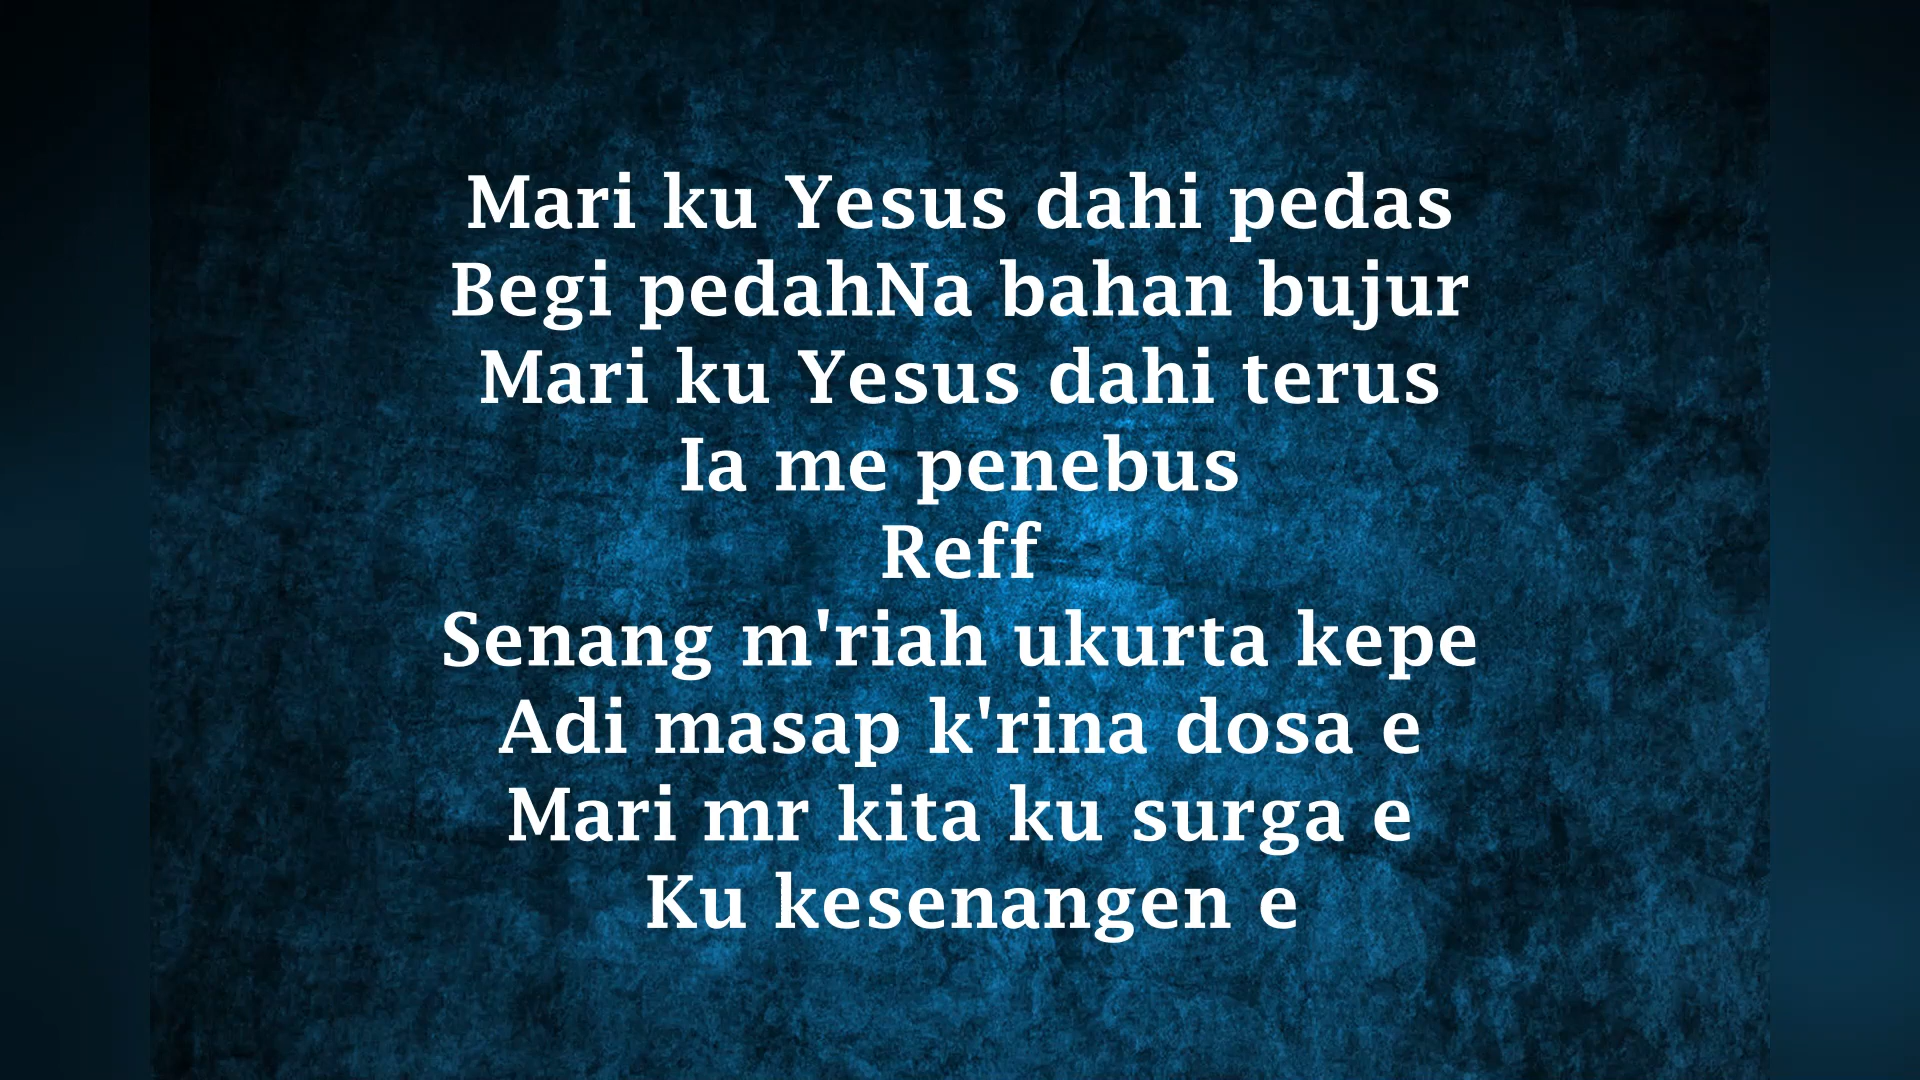 Mari ku Yesus dahi pedas
Begi pedahNa bahan bujur
Mari ku Yesus dahi terus
Ia me penebus
Reff
Senang m'riah ukurta kepe
Adi masap k'rina dosa e
Mari mr kita ku surga e
Ku kesenangen e